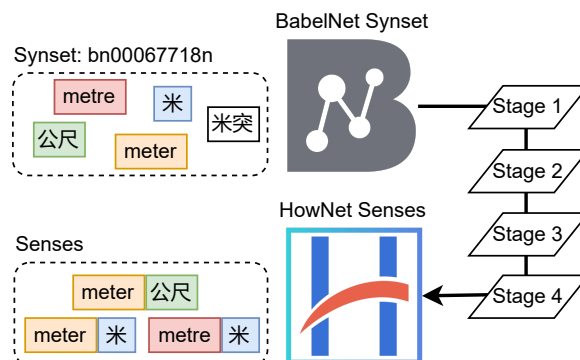 BabelNet Synset
Synset: bn00067718n
metre
米
米突
公尺
meter
Stage 1
Stage 2
Stage 3
Stage 4
HowNet Senses
Senses
meter 公尺
meter 米
metre 米